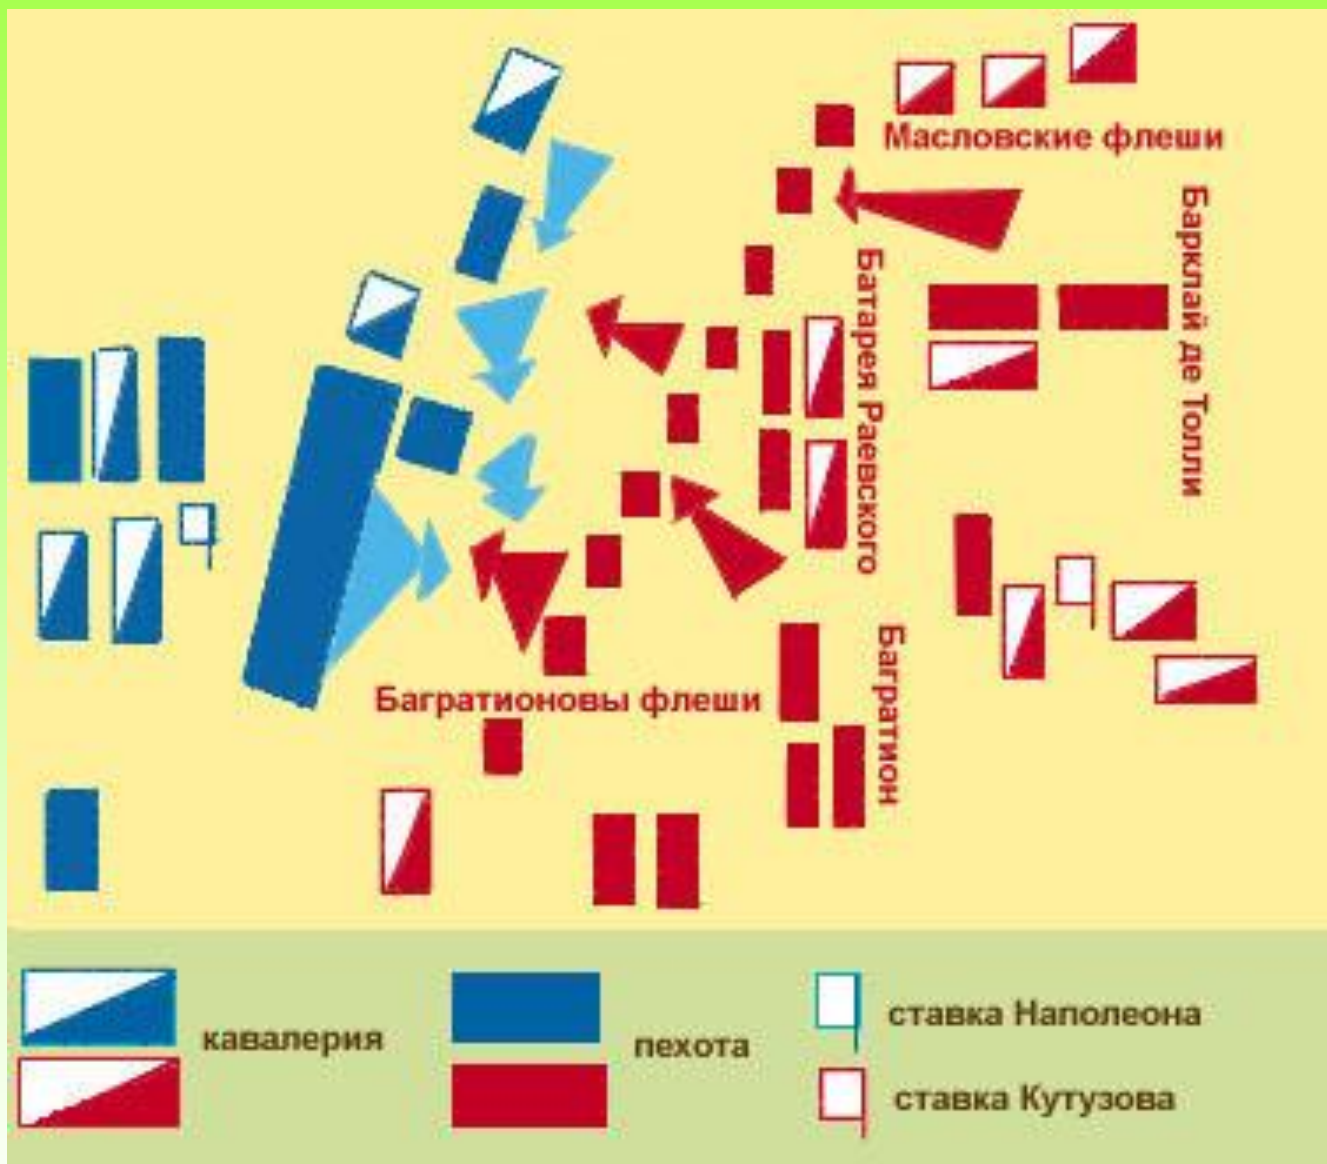 Масловские флеши
Барклай де Толли
Батарея Раевского
Багратион
Багратионовы флеши
кавалерия
пехота
ставка Наполеона
ставка Кутузова